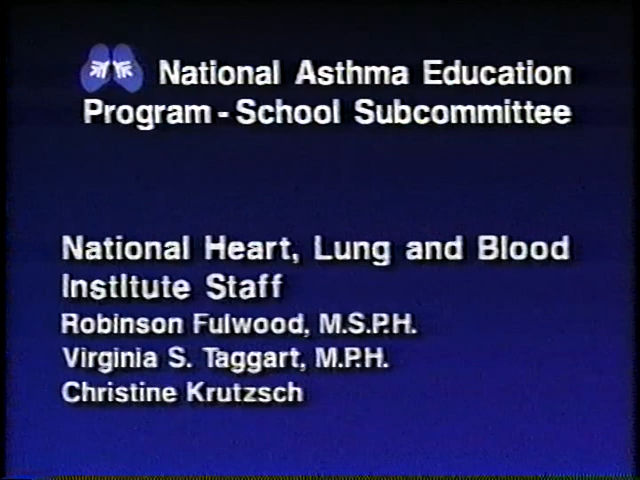 National Asthma Education
Program - School Subcommittee
National Heart, Lung and Blood
Institute Staff
Robinson Fulwood, M.S.P.H.
Virginia S. Taggart, M.P.H.
Christine Krutzsch